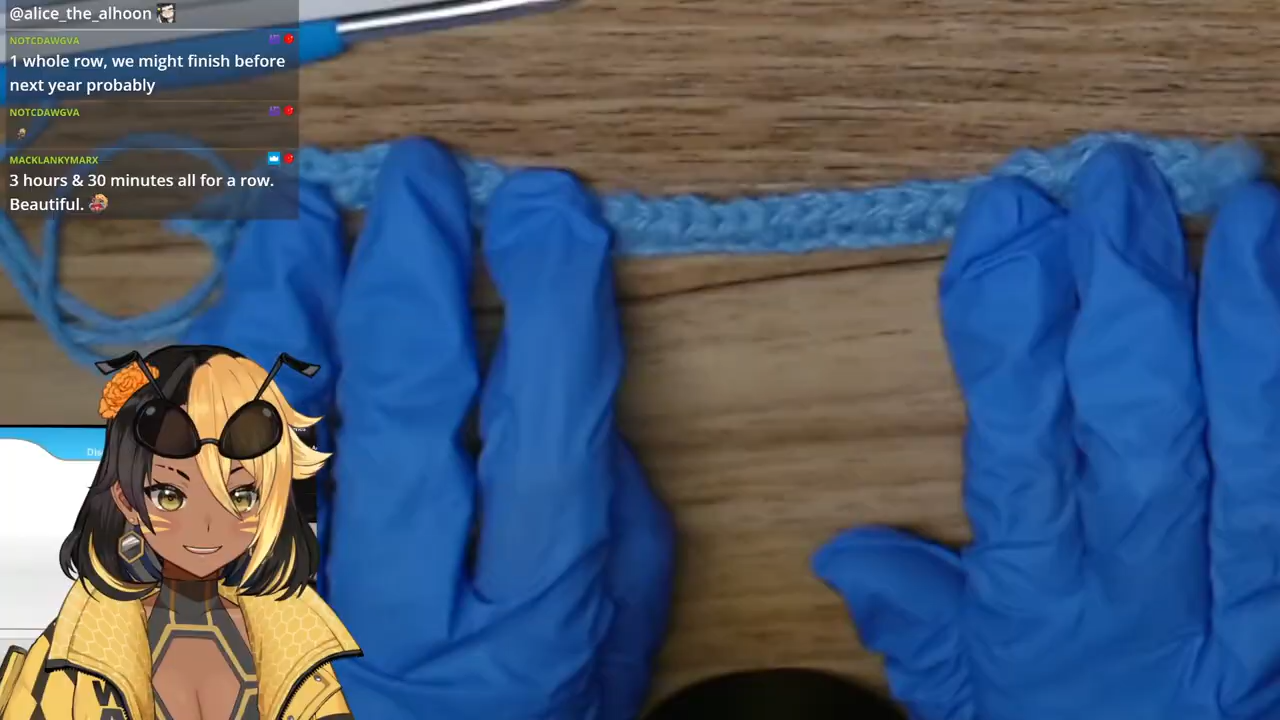 @alice_the_alhoon
NOTCDAWGVA
1 whole row, we might finish before
next year probably
NOTCDAWGVA
MACKLANKYMARX
3 hours & 30 minutes all for a row.
Beautiful.
Dis